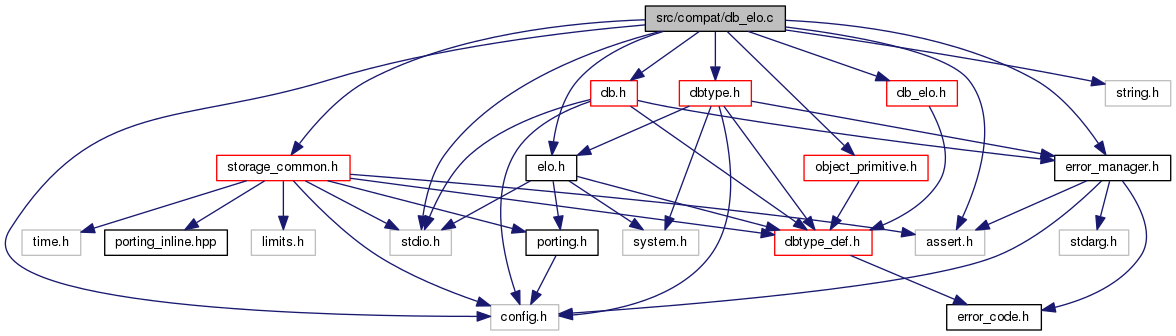 src/compat/db_elo.c
db.h
dbtype.h
db_elo.h
string.h
storage_common.h
elo.h
object_primitive.h
error_manager.h
time.h
porting_inline.hpp
limits.h
stdio.h
porting.h
system.h
dbtype_def.h
assert.h
stdarg.h
config.h
error_code.h